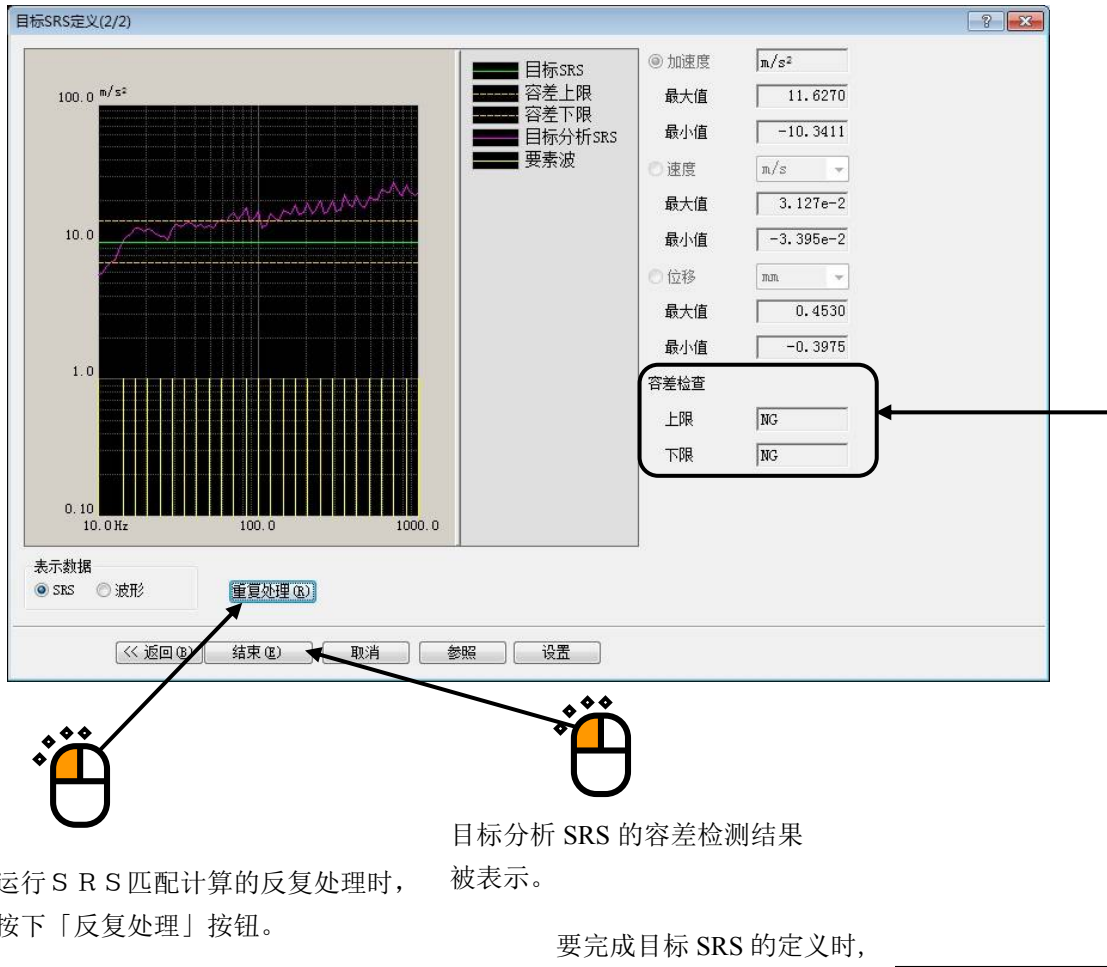 目标SRS定义(2/2)
100.0 m/s²
10.0
1.0
0.10
10.0Hz 100.0 1000.0
目标SRS
容差上限
容差下限
目标分析SRS
要素波
加速度 m/s²
最大值 11.6270
最小值 -10.3411
速度 m/s
最大值 3.127e-2
最小值 -3.395e-2
位移 mm
最大值 0.4530
最小值 -0.3975
容差检查
上限 NG
下限 NG
表示数据
SRS 波形
重复处理(R)
<< 返回(B) 结束(E) 取消 参照 设置
目标分析 SRS 的容差检测结果
被表示。
运行ＳＲＳ匹配计算的反复处理时，
按下「反复处理」按钮。
要完成目标 SRS 的定义时,